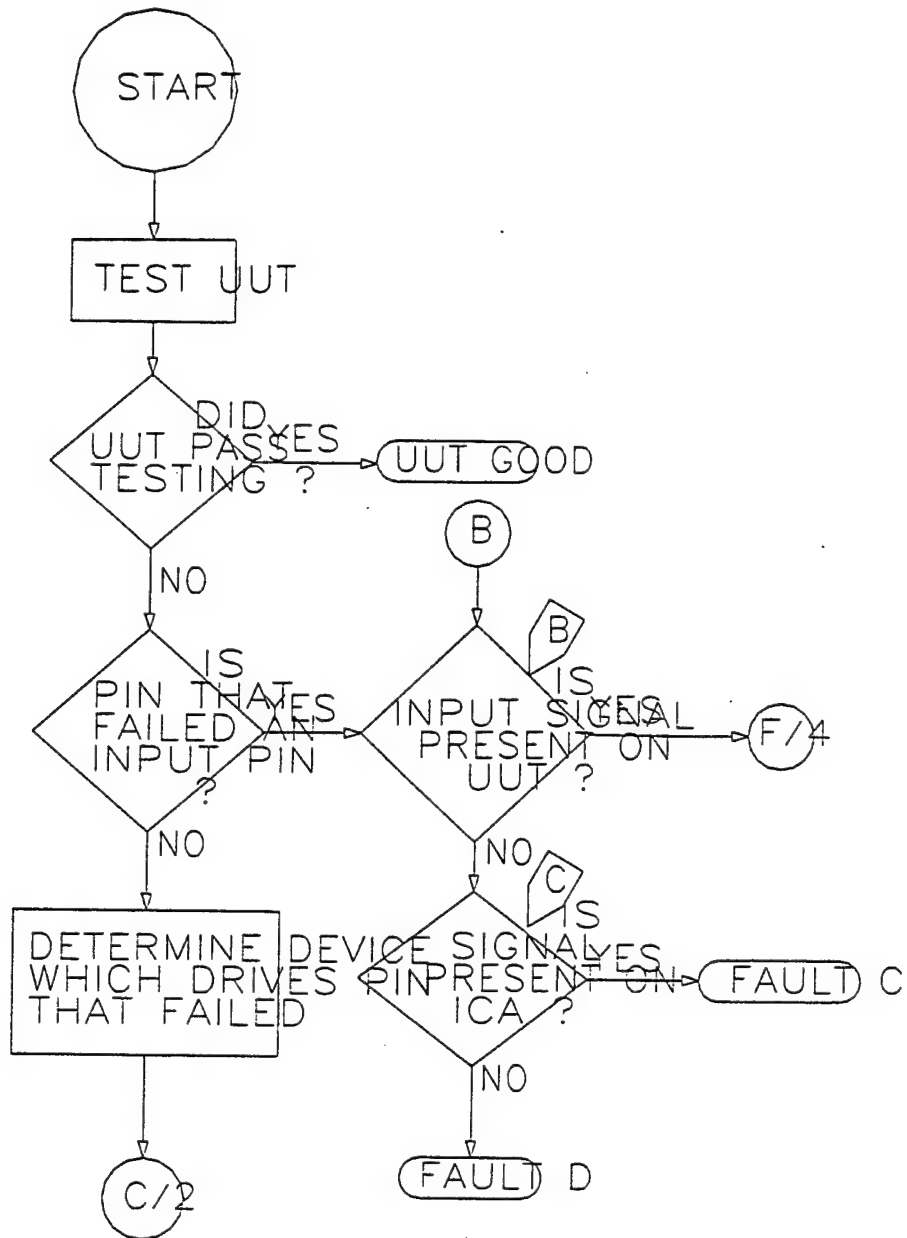 START
TEST UUT
DID
UUT PASS
TESTING ?
YES
UUT GOOD
NO
B
IS
PIN THAT
FAILED AN
INPUT PIN
?
YES
B
IS
INPUT SIGNAL
PRESENT ON
UUT ?
YES
F/4
NO
NO
DETERMINE DEVICE
WHICH DRIVES PIN
THAT FAILED
C
IS
SIGNAL
PRESENT ON
ICA ?
YES
FAULT C
NO
C/2
FAULT D